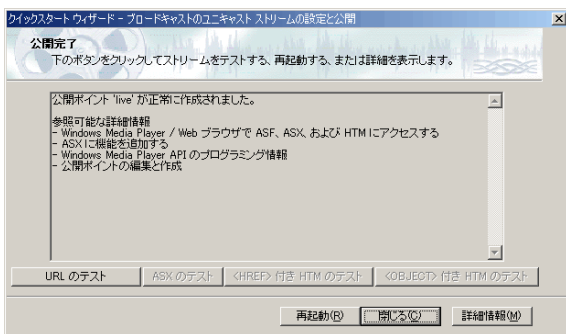 クイックスタート ウィザード - ブロードキャストのユニキャスト ストリームの設定と公開
公開完了
下のボタンをクリックしてストリームをテストする、再起動する、または詳細を表示します。
公開ポイント 'live' が正常に作成されました。
参照可能な詳細情報
- Windows Media Player / Web ブラウザで ASF、ASX、および HTM にアクセスする
- ASX に機能を追加する
- Windows Media Player API のプログラミング情報
- 公開ポイントの編集と作成
URL のテスト ASX のテスト <HREF> 付き HTM のテスト <OBJECT> 付き HTM のテスト
再起動(R) 閉じる(C) 詳細情報(M)